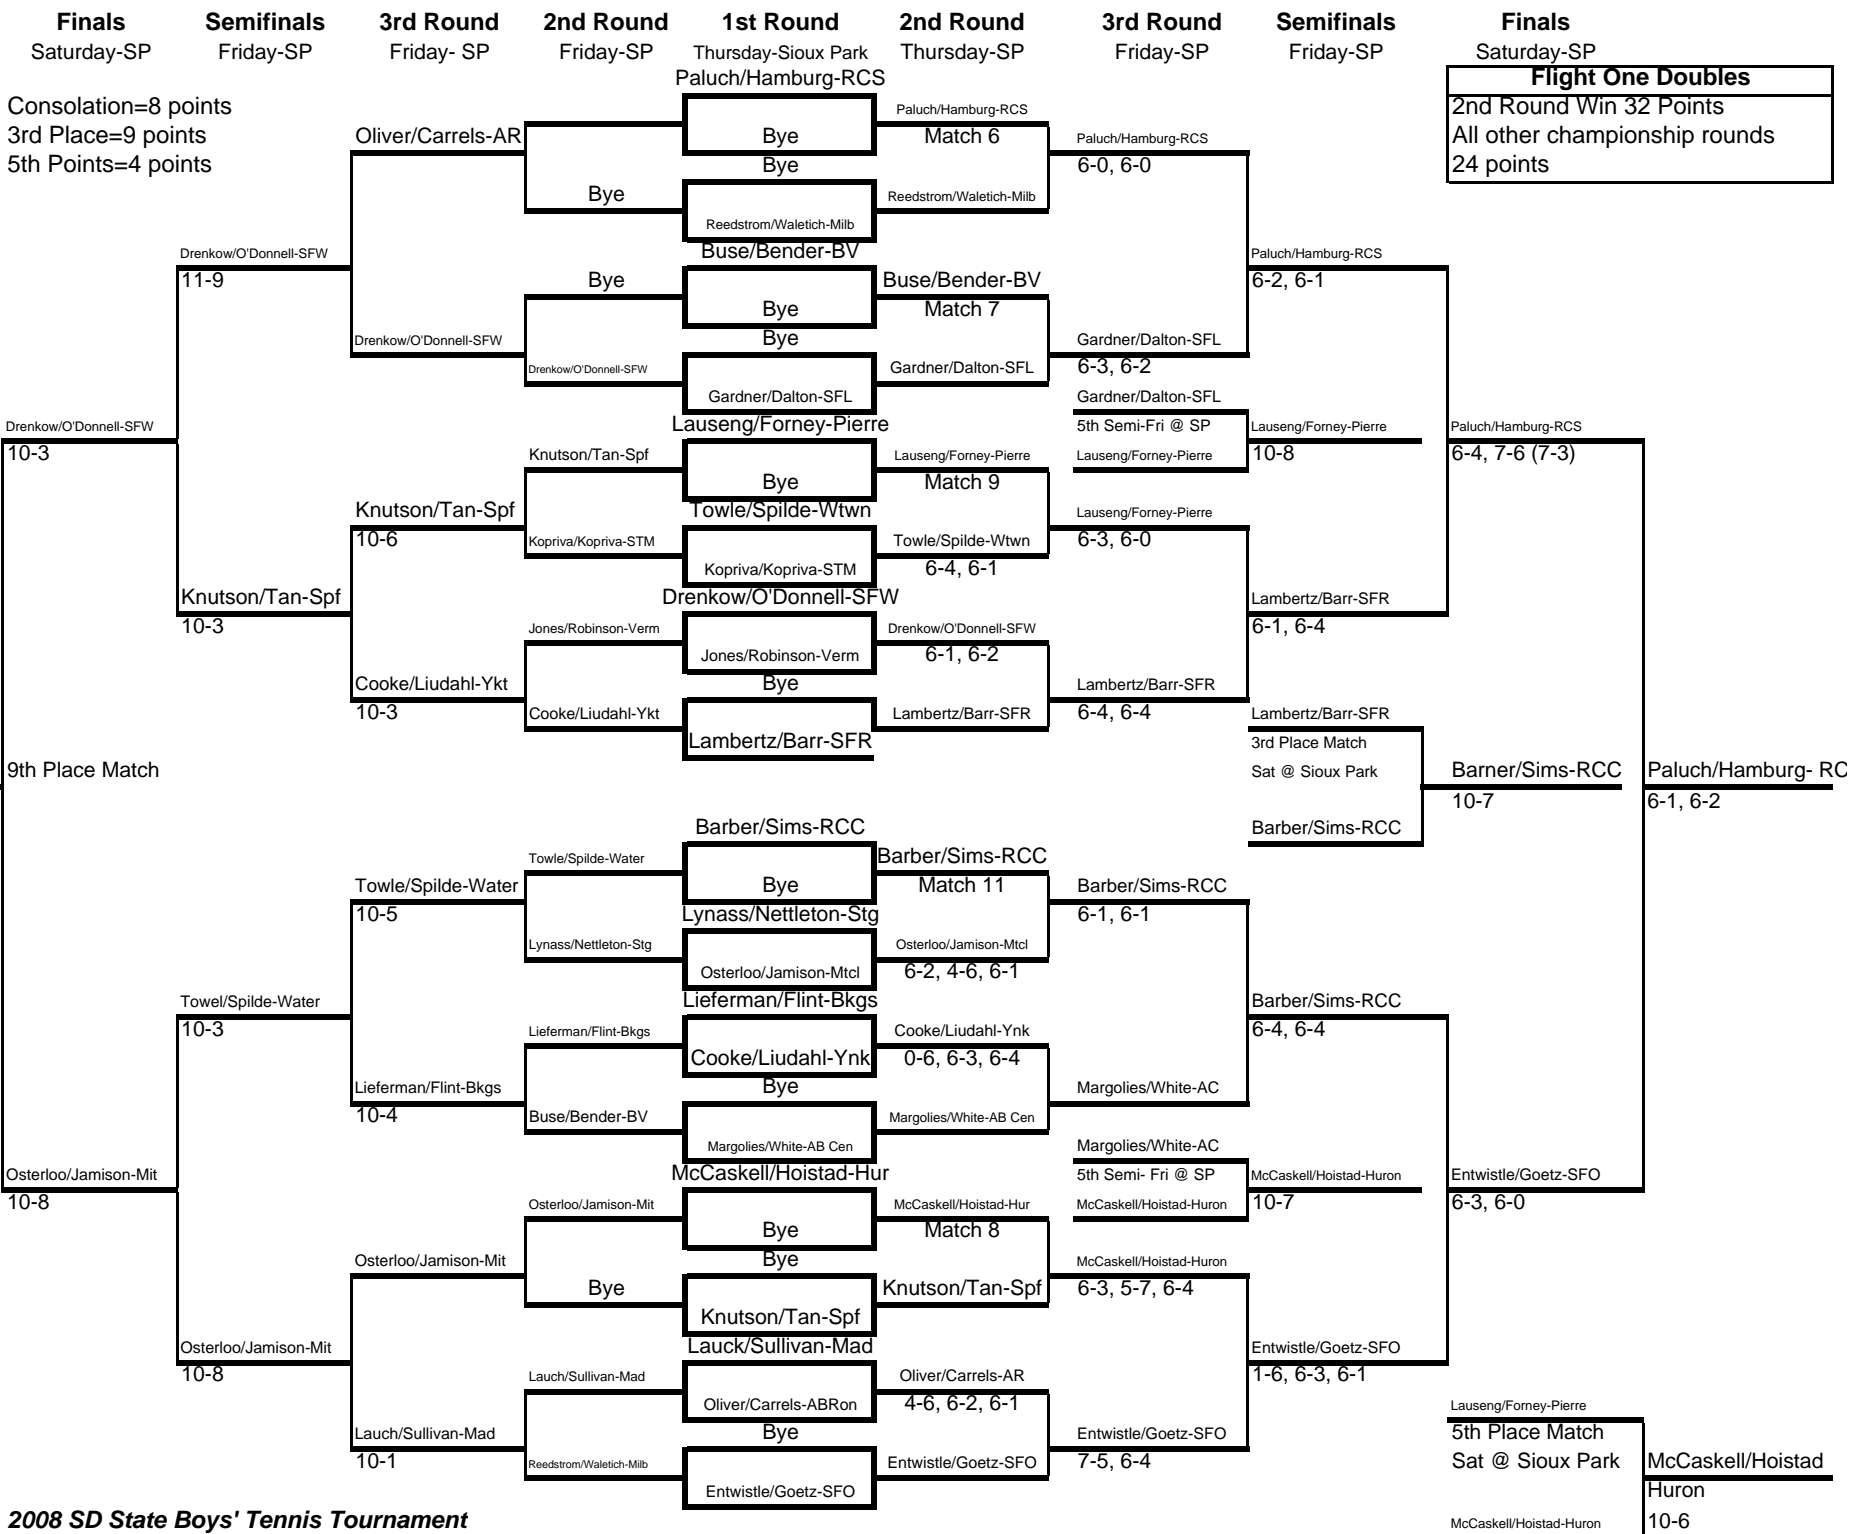 Finals
Semifinals
3rd Round
2nd Round
1st Round
2nd Round
3rd Round
Semifinals
Finals
Saturday-SP
Friday-SP
Friday- SP
Friday-SP
Thursday-Sioux Park
Thursday-SP
Friday-SP
Friday-SP
Saturday-SP
Consolation=8 points
3rd Place=9 points
5th Points=4 points
Flight One Doubles
2nd Round Win 32 Points
All other championship rounds
24 points
Drenkow/O'Donnell-SFW
10-3
9th Place Match
Osterloo/Jamison-Mit
10-8
Drenkow/O'Donnell-SFW
11-9
Knutson/Tan-Spf
10-3
Towel/Spilde-Water
10-3
Osterloo/Jamison-Mit
10-8
Oliver/Carrels-AR
Drenkow/O'Donnell-SFW
Knutson/Tan-Spf
10-6
Cooke/Liudahl-Ykt
10-3
Towle/Spilde-Water
10-5
Lieferman/Flint-Bkgs
10-4
Osterloo/Jamison-Mit
Lauch/Sullivan-Mad
10-1
Bye
Bye
Drenkow/O'Donnell-SFW
Knutson/Tan-Spf
Kopriva/Kopriva-STM
Jones/Robinson-Verm
Cooke/Liudahl-Ykt
Towle/Spilde-Water
Lynass/Nettleton-Stg
Lieferman/Flint-Bkgs
Buse/Bender-BV
Osterloo/Jamison-Mit
Bye
Lauch/Sullivan-Mad
Reedstrom/Waletich-Milb
Paluch/Hamburg-RCS
Bye
Bye
Reedstrom/Waletich-Milb
Buse/Bender-BV
Bye
Bye
Gardner/Dalton-SFL
Lauseng/Forney-Pierre
Bye
Towle/Spilde-Wtwn
Kopriva/Kopriva-STM
Drenkow/O'Donnell-SFW
Jones/Robinson-Verm
Bye
Lambertz/Barr-SFR
Barber/Sims-RCC
Bye
Lynass/Nettleton-Stg
Osterloo/Jamison-Mtcl
Lieferman/Flint-Bkgs
Cooke/Liudahl-Ynk
Bye
Margolies/White-AB Cen
McCaskell/Hoistad-Hur
Bye
Bye
Knutson/Tan-Spf
Lauck/Sullivan-Mad
Oliver/Carrels-ABRon
Bye
Entwistle/Goetz-SFO
Paluch/Hamburg-RCS
Match 6
Reedstrom/Waletich-Milb
Buse/Bender-BV
Match 7
Gardner/Dalton-SFL
Lauseng/Forney-Pierre
Match 9
Towle/Spilde-Wtwn
6-4, 6-1
Drenkow/O'Donnell-SFW
6-1, 6-2
Lambertz/Barr-SFR
Barber/Sims-RCC
Match 11
Osterloo/Jamison-Mtcl
6-2, 4-6, 6-1
Cooke/Liudahl-Ynk
0-6, 6-3, 6-4
Margolies/White-AB Cen
McCaskell/Hoistad-Hur
Match 8
Knutson/Tan-Spf
Oliver/Carrels-AR
4-6, 6-2, 6-1
Entwistle/Goetz-SFO
Paluch/Hamburg-RCS
6-0, 6-0
Gardner/Dalton-SFL
6-3, 6-2
Gardner/Dalton-SFL
5th Semi-Fri @ SP
Lauseng/Forney-Pierre
Lauseng/Forney-Pierre
6-3, 6-0
Lambertz/Barr-SFR
6-4, 6-4
Barber/Sims-RCC
6-1, 6-1
Margolies/White-AC
Margolies/White-AC
5th Semi- Fri @ SP
McCaskell/Hoistad-Huron
McCaskell/Hoistad-Huron
6-3, 5-7, 6-4
Entwistle/Goetz-SFO
7-5, 6-4
Paluch/Hamburg-RCS
6-2, 6-1
Lauseng/Forney-Pierre
10-8
Lambertz/Barr-SFR
6-1, 6-4
Lambertz/Barr-SFR
3rd Place Match
Sat @ Sioux Park
Barber/Sims-RCC
Barber/Sims-RCC
6-4, 6-4
McCaskell/Hoistad-Huron
10-7
Entwistle/Goetz-SFO
1-6, 6-3, 6-1
Paluch/Hamburg-RCS
6-4, 7-6 (7-3)
Barner/Sims-RCC
10-7
Entwistle/Goetz-SFO
6-3, 6-0
Lauseng/Forney-Pierre
5th Place Match
Sat @ Sioux Park
McCaskell/Hoistad-Huron
Paluch/Hamburg- RC
6-1, 6-2
McCaskell/Hoistad
Huron
10-6
2008 SD State Boys' Tennis Tournament